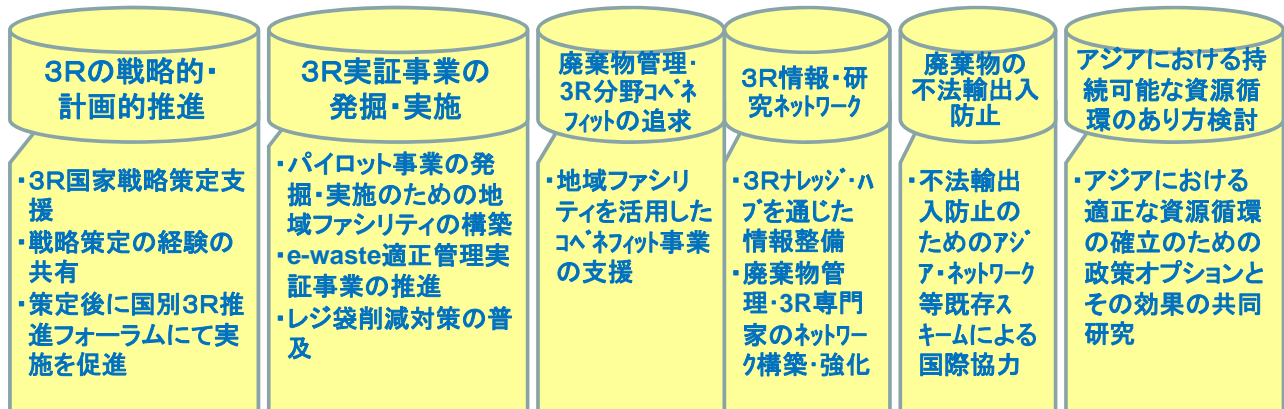 3Rの戦略的・
計画的推進
・3R国家戦略策定支
援
・戦略策定の経験の
共有
・策定後に国別3R推
進フォーラムにて実
施を促進
3R実証事業の
発掘・実施
・パイロット事業の発
掘・実施のための地
域ファシリティの構築
・e-waste適正管理実
証事業の推進
・レジ袋削減対策の普
及
廃棄物管理・
3R分野コベネ
フィットの追求
・地域ファシリ
ティを活用した
コベネフィット事業
の支援
3R情報・研
究ネットワーク
・3Rナレッジ・ハ
ブを通じた
情報整備
・廃棄物管
理・3R専門
家のネットワー
ク構築・強化
廃棄物の
不法輸出入
防止
・不法輸出
入防止の
ためのアジ
ア・ネットワーク
等既存ス
キームによる
国際協力
アジアにおける持
続可能な資源循
環のあり方検討
・アジアにおける
適正な資源循環
の確立のための
政策オプションと
その効果の共同
研究